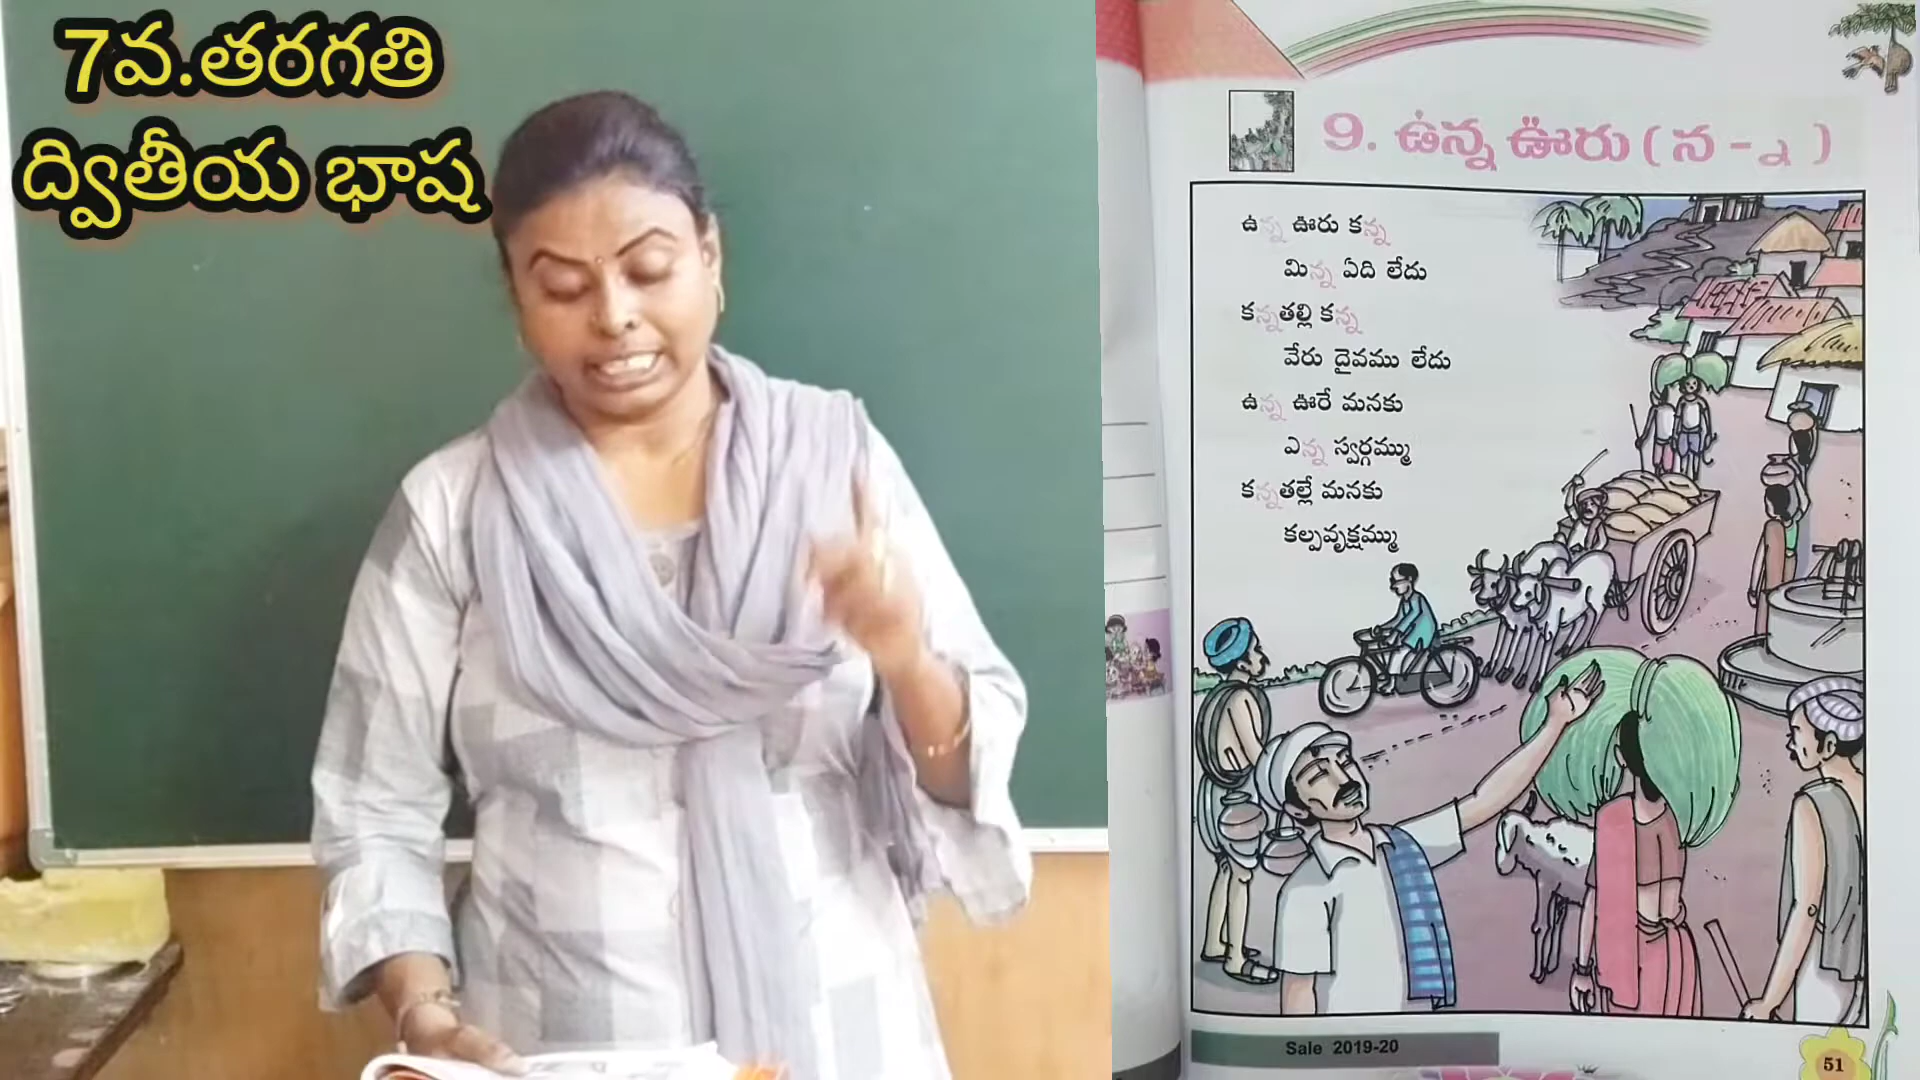 7వ.తరగతి
ద్వితీయ భాష
9. ఉన్న ఊరు ( న - ్న )
ఉన్న ఊరు కన్న
మిన్న ఏది లేదు
కన్నతల్లి కన్న
వేరు దైవము లేదు
ఉన్న ఊరే మనకు
ఎన్న స్వర్గమ్ము
కన్నతల్లే మనకు
కల్పవృక్షమ్ము
Sale 2019-20
51